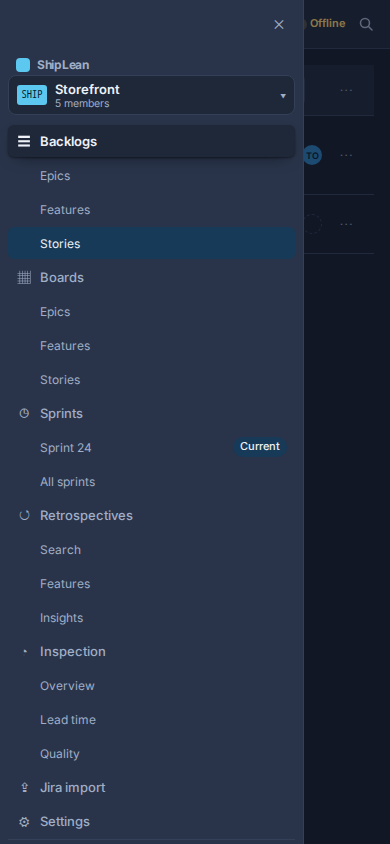 Offline
ShipLean
SHIP
Storefront
5 members
Backlogs
Epics
Features
Stories
Boards
Epics
Features
Stories
Sprints
Sprint 24
Current
All sprints
Retrospectives
Search
Features
Insights
Inspection
Overview
Lead time
Quality
Jira import
Settings
TO